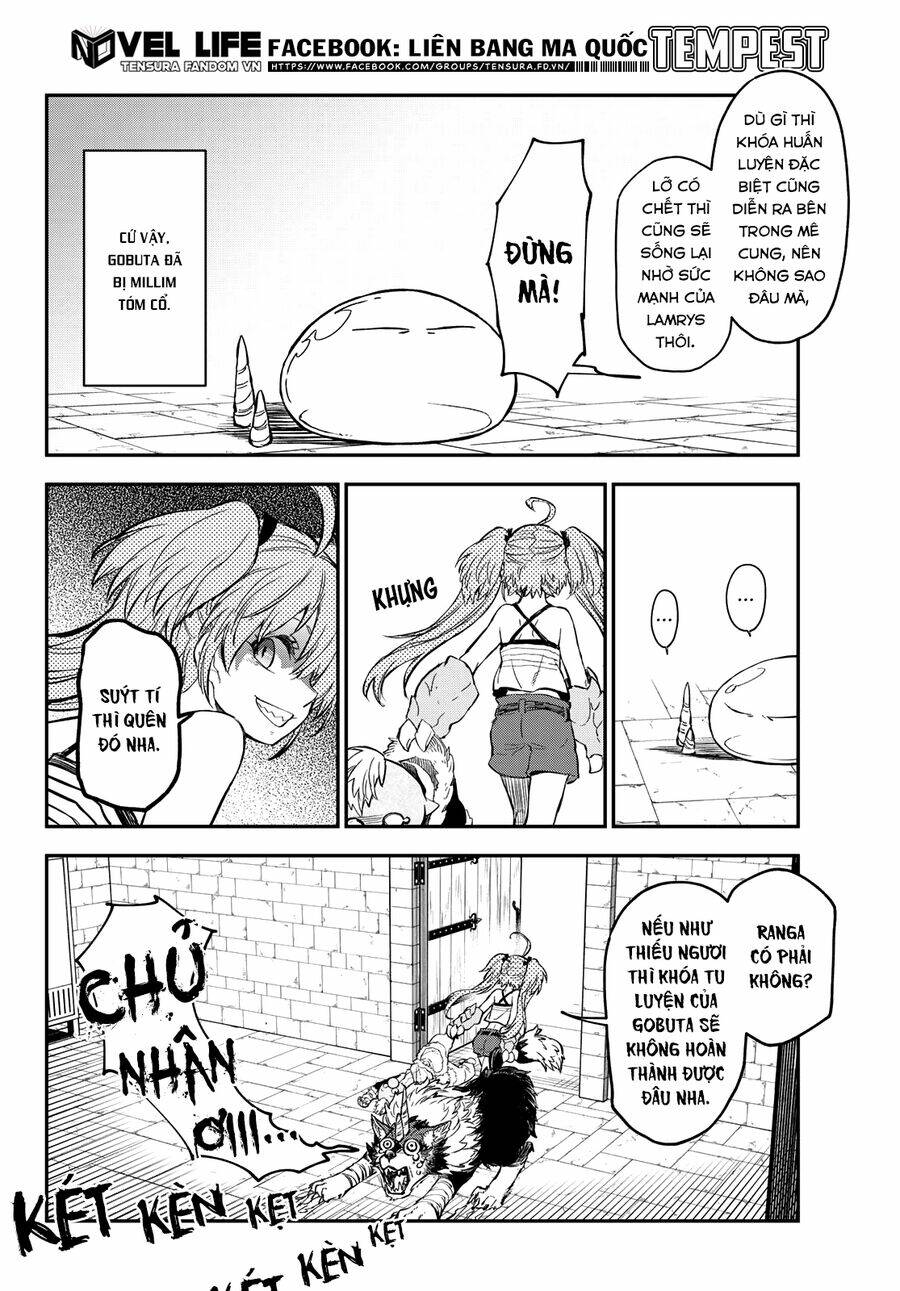 NOVEL LIFE
TENSURA FANDOM VN
FACEBOOK: LIÊN BANG MA QUỐC
HTTPS://WWW.FACEBOOK.COM/GROUPS/TENSURA.FD.VN/
TEMPEST
DÙ GÌ THÌ
KHÓA HUẤN
LUYỆN ĐẶC
BIỆT CŨNG
DIỄN RA BÊN
TRONG MÊ
CUNG, NÊN
KHÔNG SAO
ĐÂU MÀ,
LỠ CÓ
CHẾT THÌ
CŨNG SẼ
SỐNG LẠI
NHỜ SỨC
MẠNH CỦA
LAMRYS
THÔI.
ĐỪNG
MÀ!
CỨ VẬY,
GOBUTA ĐÃ
BỊ MILLIM
TÓM CỔ.
...
...
KHỰNG
SUÝT TÍ
THÌ QUÊN
ĐÓ NHA.
RANGA
CÓ PHẢI
KHÔNG?
NẾU NHƯ
THIẾU NGƯƠI
THÌ KHÓA TU
LUYỆN CỦA
GOBUTA SẼ
KHÔNG HOÀN
THÀNH ĐƯỢC
ĐÂU NHA.
CHỦ
NHÂN
ƠIII...
KÉT KÈN KẸT
KÉT KÈN KẸT